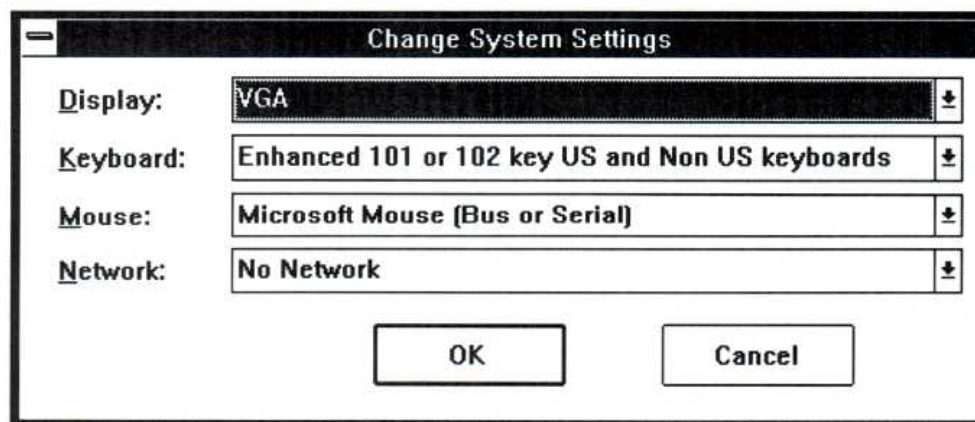 Change System Settings
Display: VGA
Keyboard: Enhanced 101 or 102 key US and Non US keyboards
Mouse: Microsoft Mouse (Bus or Serial)
Network: No Network
OK Cancel